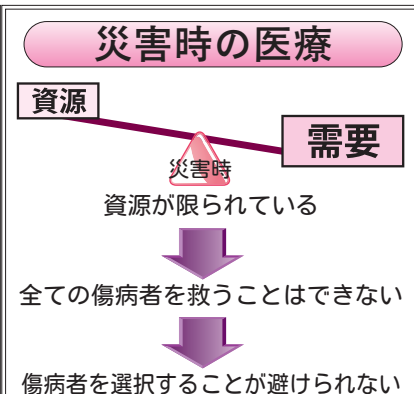 災害時の医療
資源
需要
災害時
資源が限られている
全ての傷病者を救うことはできない
傷病者を選択することが避けられない